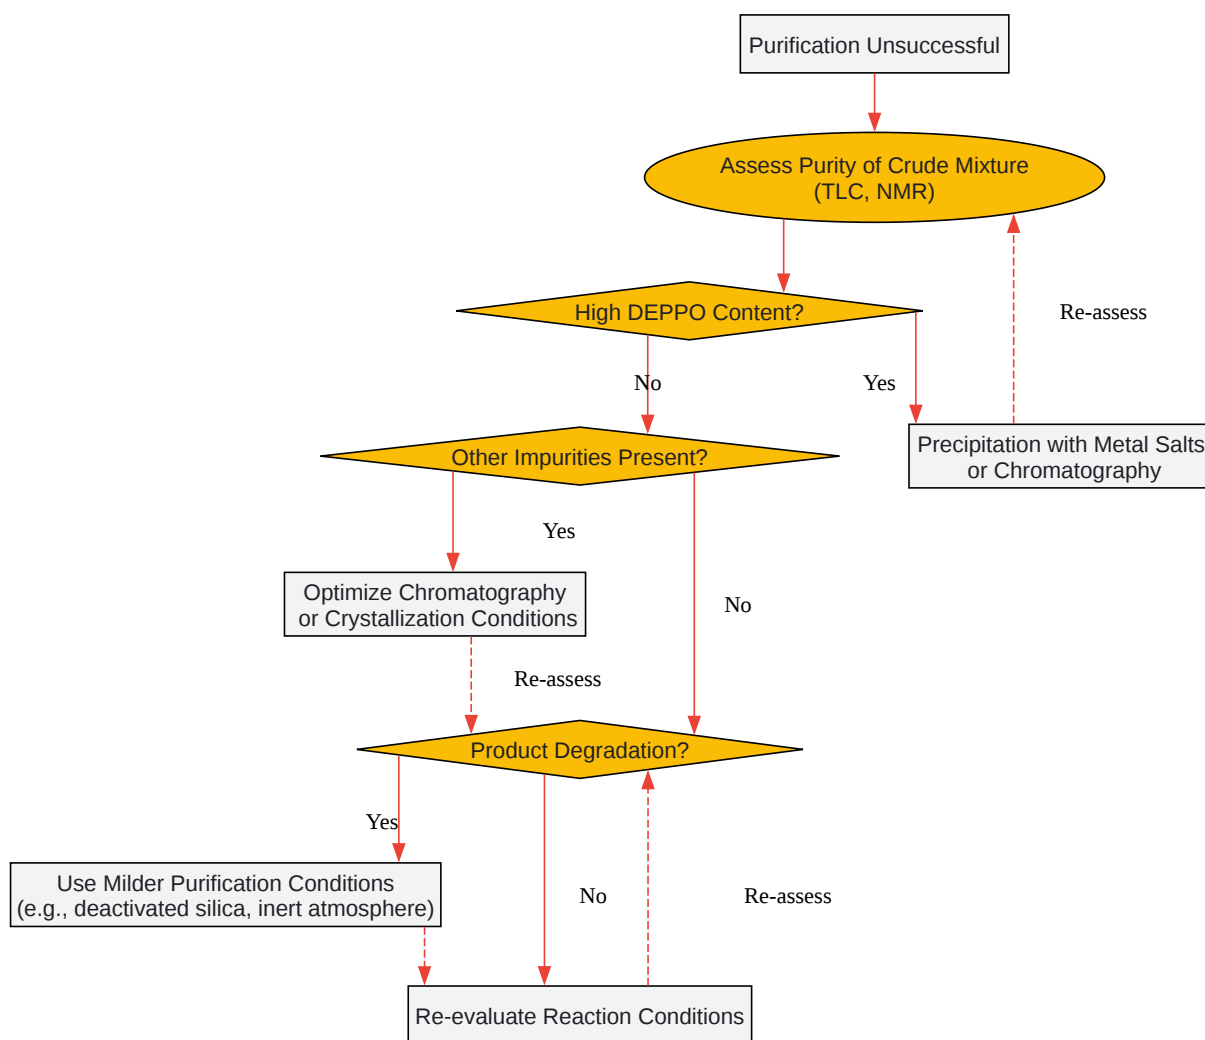 Purification Unsuccessful
Assess Purity of Crude Mixture
(TLC, NMR)
High DEPPO Content?
Re-assess
No
Yes
Precipitation with Metal Salts
or Chromatography
Other Impurities Present?
Yes
Optimize Chromatography
or Crystallization Conditions
No
Re-assess
Product Degradation?
Yes
Use Milder Purification Conditions
(e.g., deactivated silica, inert atmosphere)
No
Re-assess
Re-evaluate Reaction Conditions